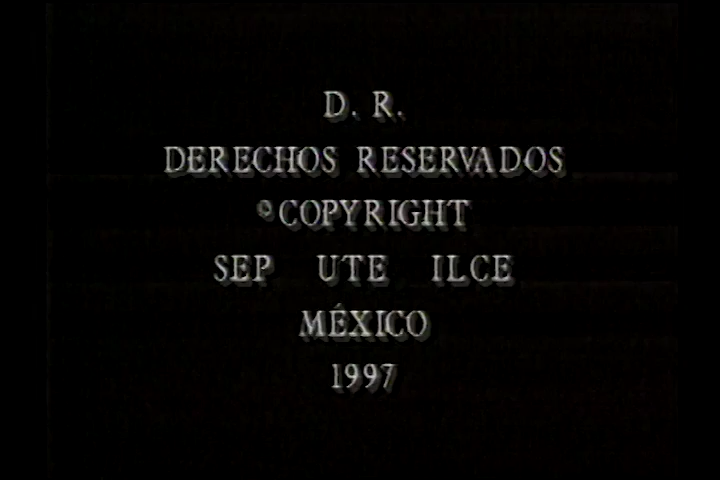 D. R.
DERECHOS RESERVADOS
©COPYRIGHT
SEP UTE ILCE
MÉXICO
1997